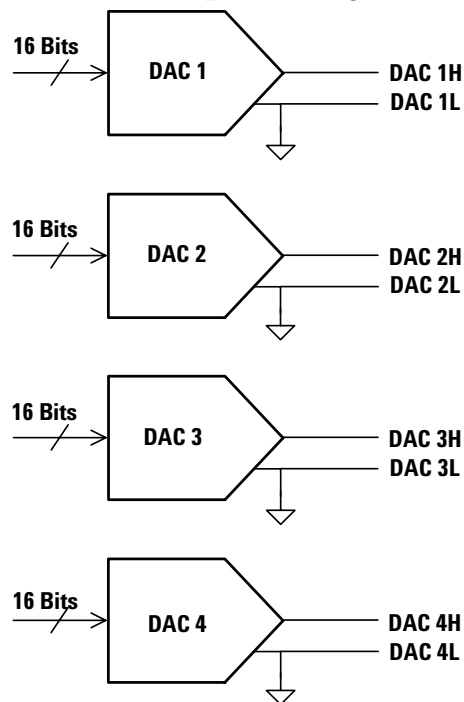 16 Bits
DAC 1
DAC 1H
DAC 1L
16 Bits
DAC 2
DAC 2H
DAC 2L
16 Bits
DAC 3
DAC 3H
DAC 3L
16 Bits
DAC 4
DAC 4H
DAC 4L